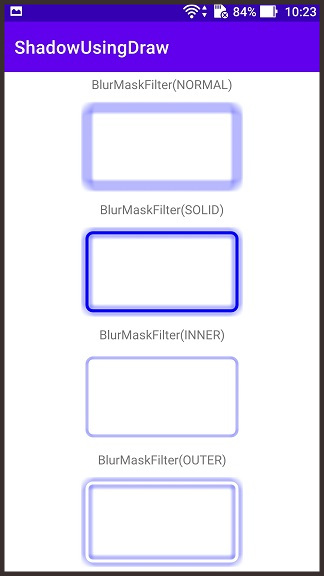 84% 10:23
ShadowUsingDraw
BlurMaskFilter(NORMAL)
BlurMaskFilter(SOLID)
BlurMaskFilter(INNER)
BlurMaskFilter(OUTER)